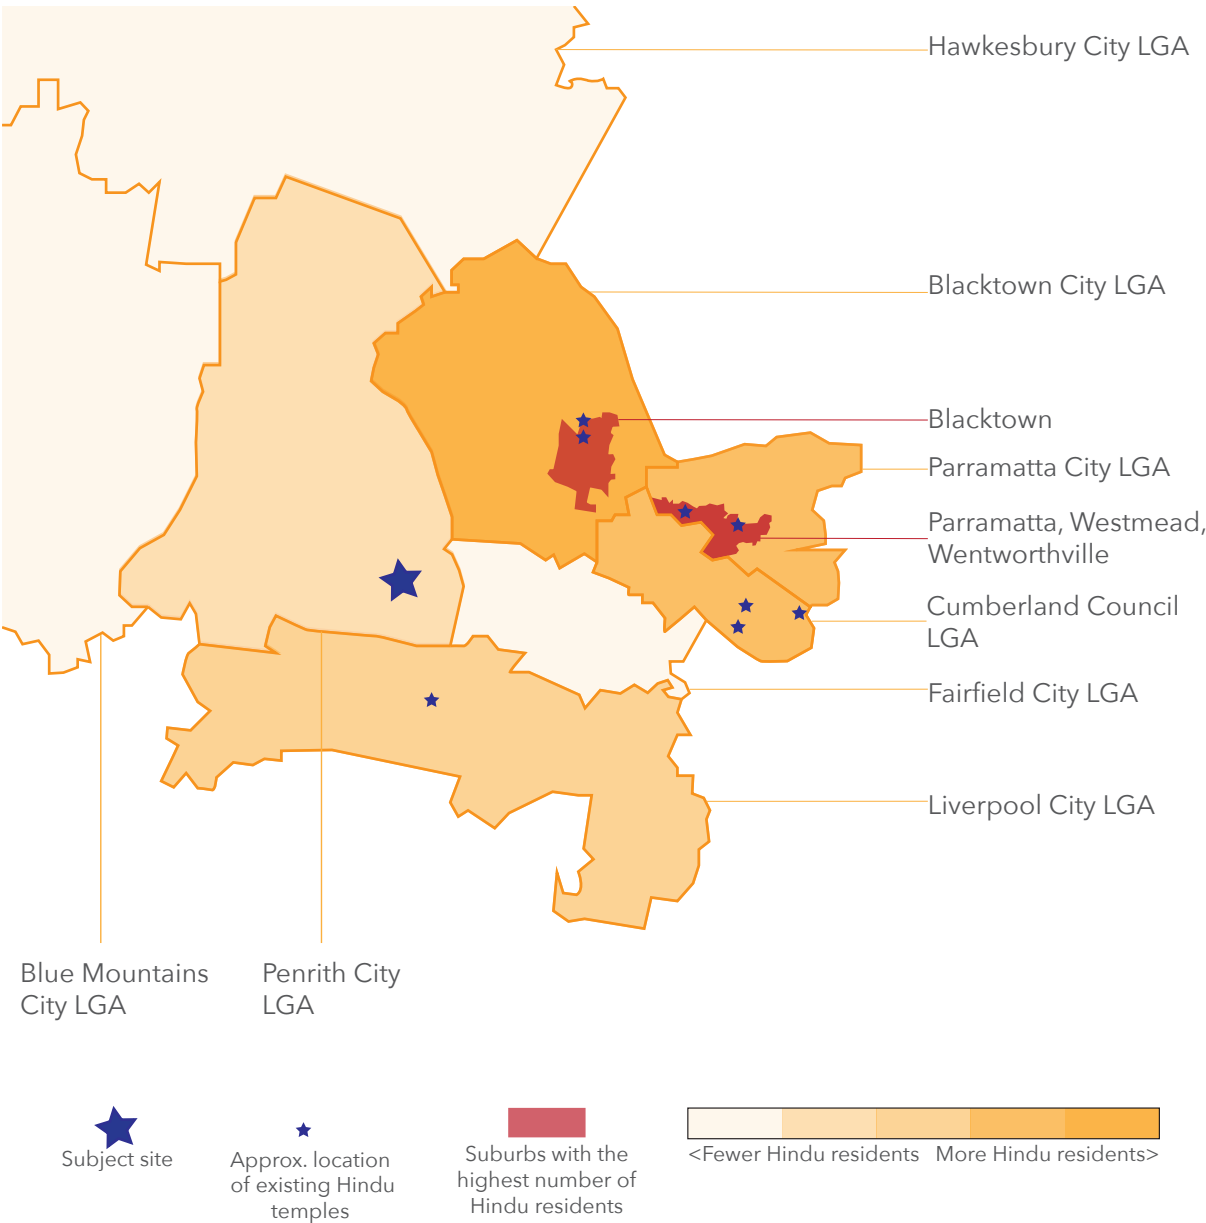 Hawkesbury City LGA
Blacktown City LGA
Blacktown
Parramatta City LGA
Parramatta, Westmead,
Wentworthville
Cumberland Council
LGA
Fairfield City LGA
Liverpool City LGA
Blue Mountains
City LGA
Penrith City
LGA
Subject site
Approx. location
of existing Hindu
temples
Suburbs with the
highest number of
Hindu residents
<Fewer Hindu residents More Hindu residents>